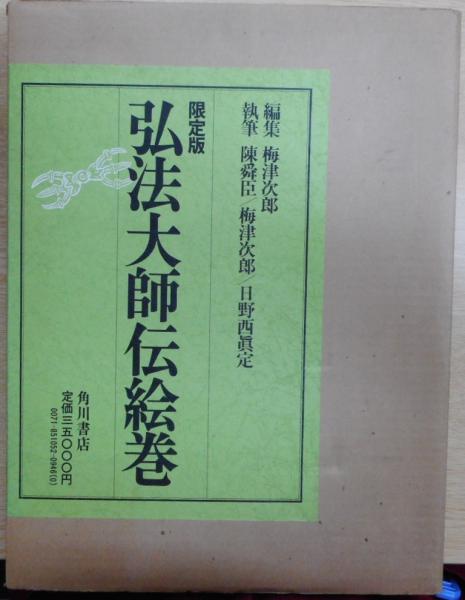 編集 梅津次郎
執筆 陳舜臣/梅津次郎/日野西眞定
限定版
弘法大師伝絵巻
角川書店
定価三五〇〇〇円
0071-851052-0946(0)